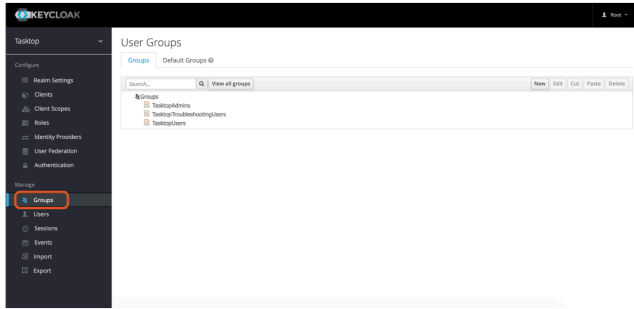 KEYCLOAK
Root
Tasktop
User Groups
Groups Default Groups
Configure
Realm Settings
Clients
Client Scopes
Roles
Identity Providers
User Federation
Authentication
Manage
Groups
Users
Sessions
Events
Import
Export
Search...
View all groups
New Edit Cut Paste Delete
Groups
TasktopAdmins
TasktopTroubleshootingUsers
TasktopUsers